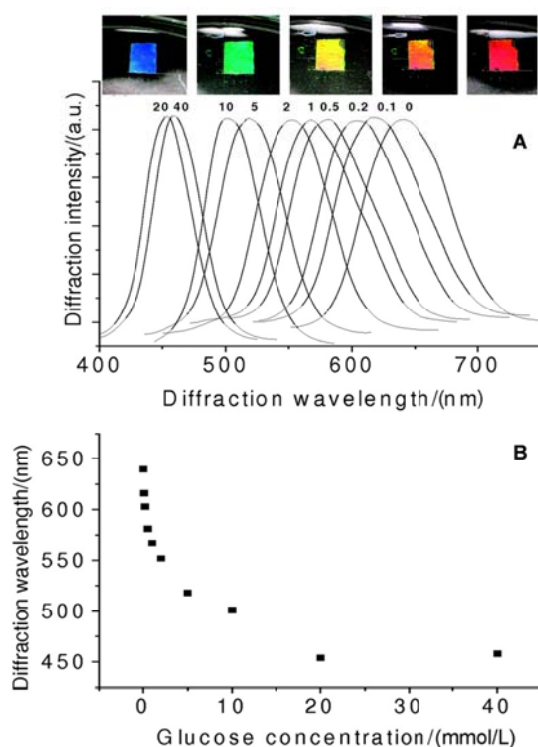 20 40 10 5 2 1 0.5 0.2 0.1 0
A
Diffraction intensity/(a.u.)
400 500 600 700
Diffraction wavelength/(nm)
B
Diffraction wavelength/(nm)
650
600
550
500
450
0 10 20 30 40
Glucose concentration/(mmol/L)